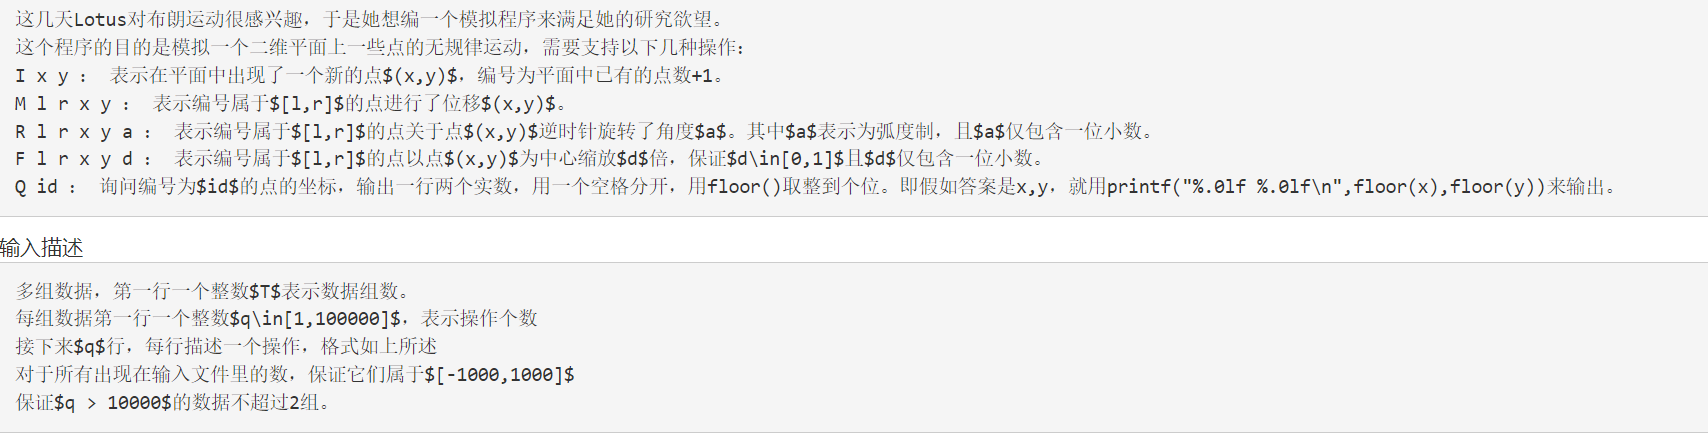 这几天Lotus对布朗运动很感兴趣，于是她想编一个模拟程序来满足她的研究欲望。
这个程序的目的是模拟一个二维平面上一些点的无规律运动，需要支持以下几种操作：
I x y： 表示在平面中出现了一个新的点$(x,y)$，编号为平面中已有的点数+1。
M l r x y： 表示编号属于$[l,r]$的点进行了位移$(x,y)$。
R l r x y a： 表示编号属于$[l,r]$的点关于点$(x,y)$逆时针旋转了角度$a$。其中$a$表示为弧度制，且$a$仅包含一位小数。
F l r x y d： 表示编号属于$[l,r]$的点以点$(x,y)$为中心缩放$d$倍，保证$d\in[0,1]$且$d$仅包含一位小数。
Q id： 询问编号为$id$的点的坐标，输出一行两个实数，用一个空格分开，用floor()取整到个位。即假如答案是x,y，就用printf("%.0lf %.0lf\n",floor(x),floor(y))来输出。
输入描述
多组数据，第一行一个整数$T$表示数据组数。
每组数据第一行一个整数$q\in[1,100000]$，表示操作个数
接下来$q$行，每行描述一个操作，格式如上所述
对于所有出现在输入文件里的数，保证它们属于$[-1000,1000]$
保证$q > 10000$的数据不超过2组。